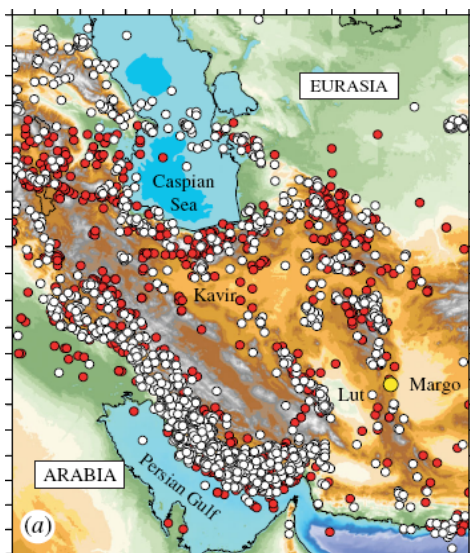 EURASIA
Caspian
Sea
Kavir
Lut
Margo
ARABIA
Persian Gulf
(a)